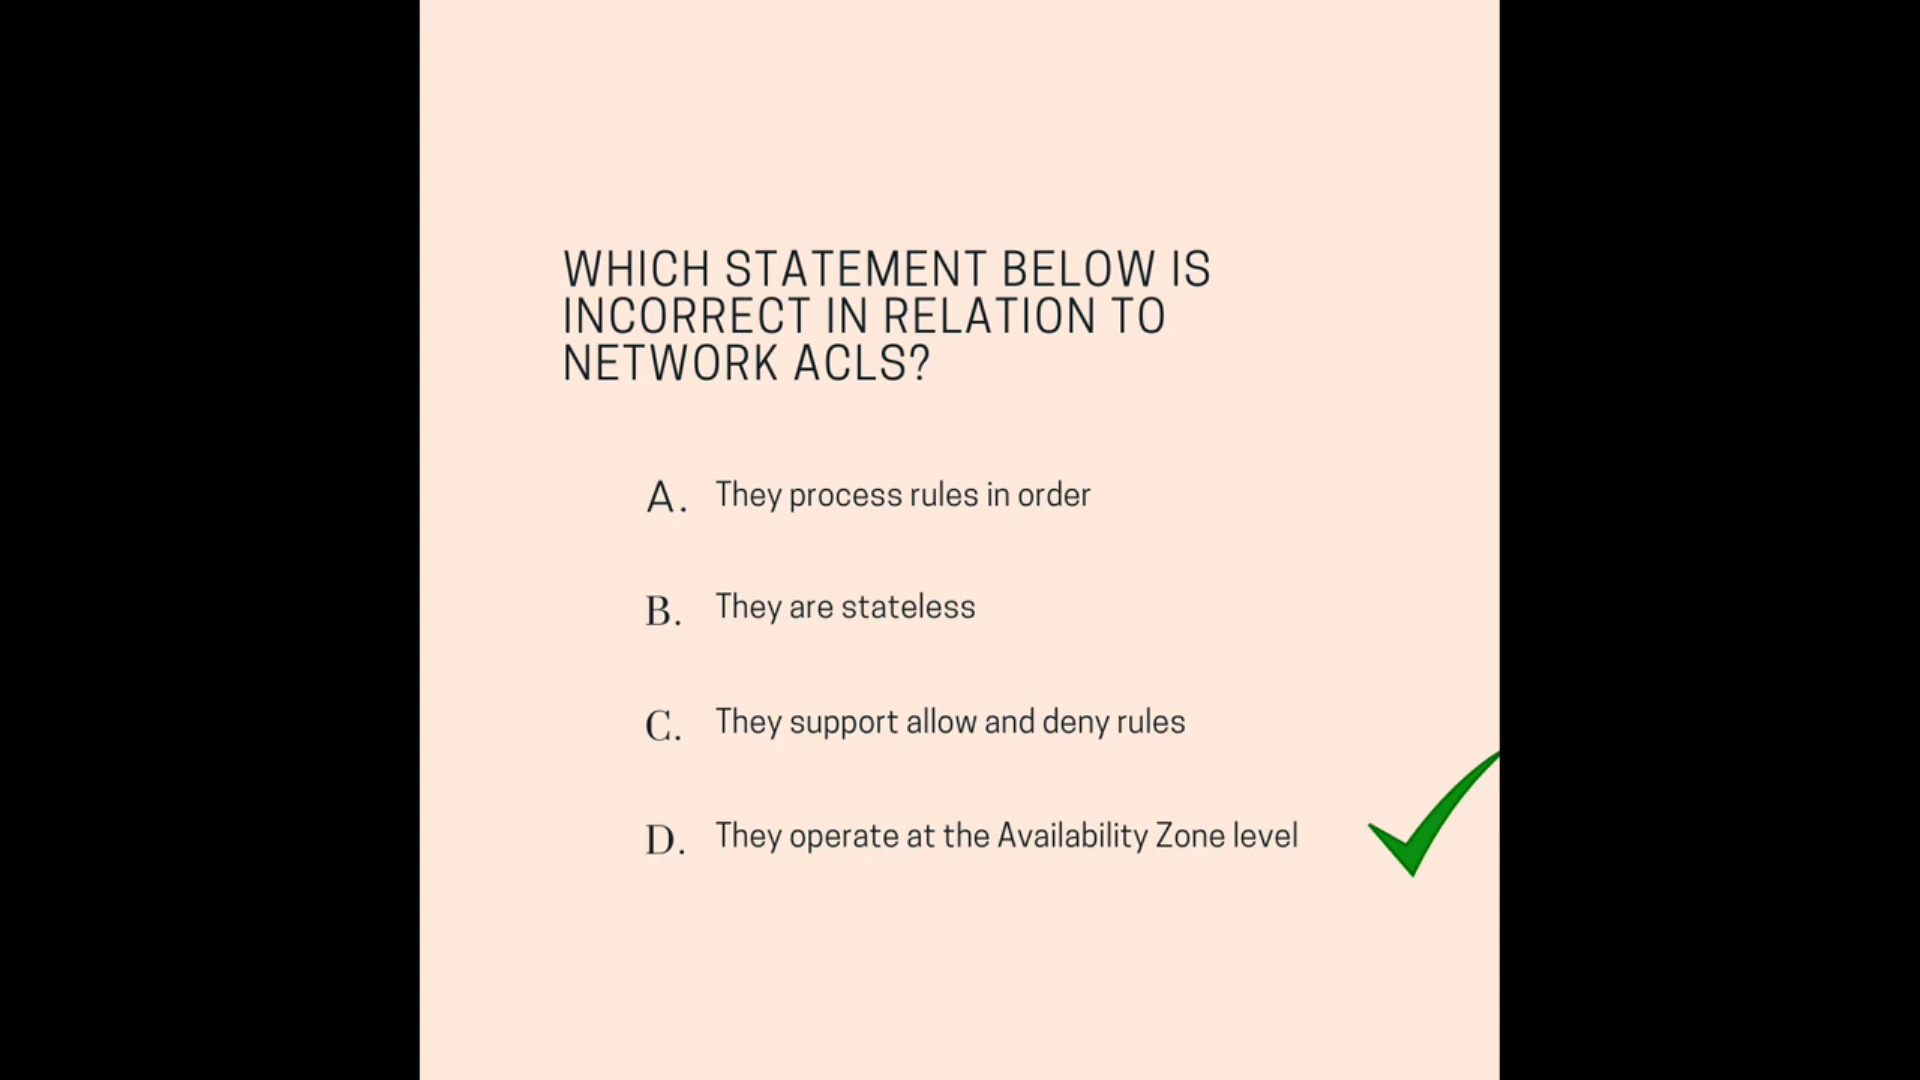 WHICH STATEMENT BELOW IS
INCORRECT IN RELATION TO
NETWORK ACLS?
A. They process rules in order
B. They are stateless
C. They support allow and deny rules
D. They operate at the Availability Zone level